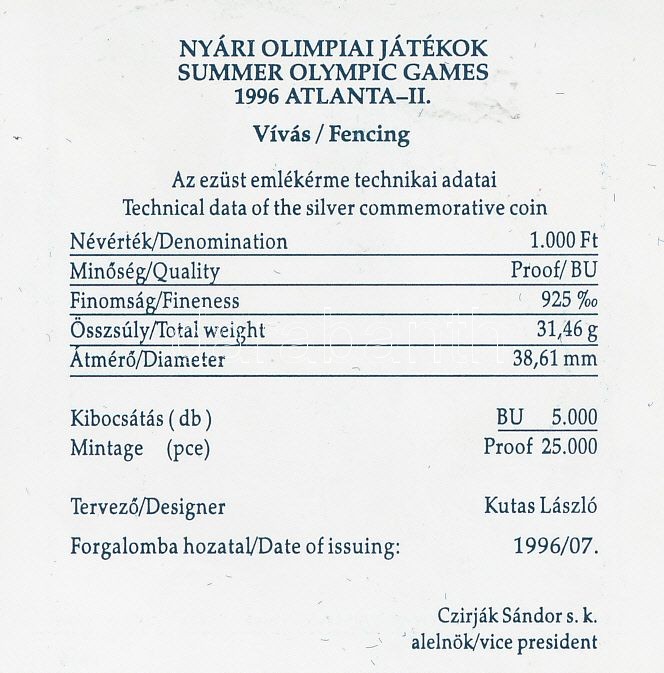 NYÁRI OLIMPIAI JÁTÉKOK
SUMMER OLYMPIC GAMES
1996 ATLANTA–II.
Vívás / Fencing
Az ezüst emlékérme technikai adatai
Technical data of the silver commemorative coin
Névérték/Denomination 1.000 Ft
Minőség/Quality Proof/ BU
Finomság/Fineness 925 ‰
Összsúly/Total weight 31,46 g
Átmérő/Diameter 38,61 mm
Kibocsátás ( db ) BU 5.000
Mintage (pce) Proof 25.000
Tervező/Designer Kutas László
Forgalomba hozatal/Date of issuing: 1996/07.
Czirják Sándor s. k.
alelnök/vice president